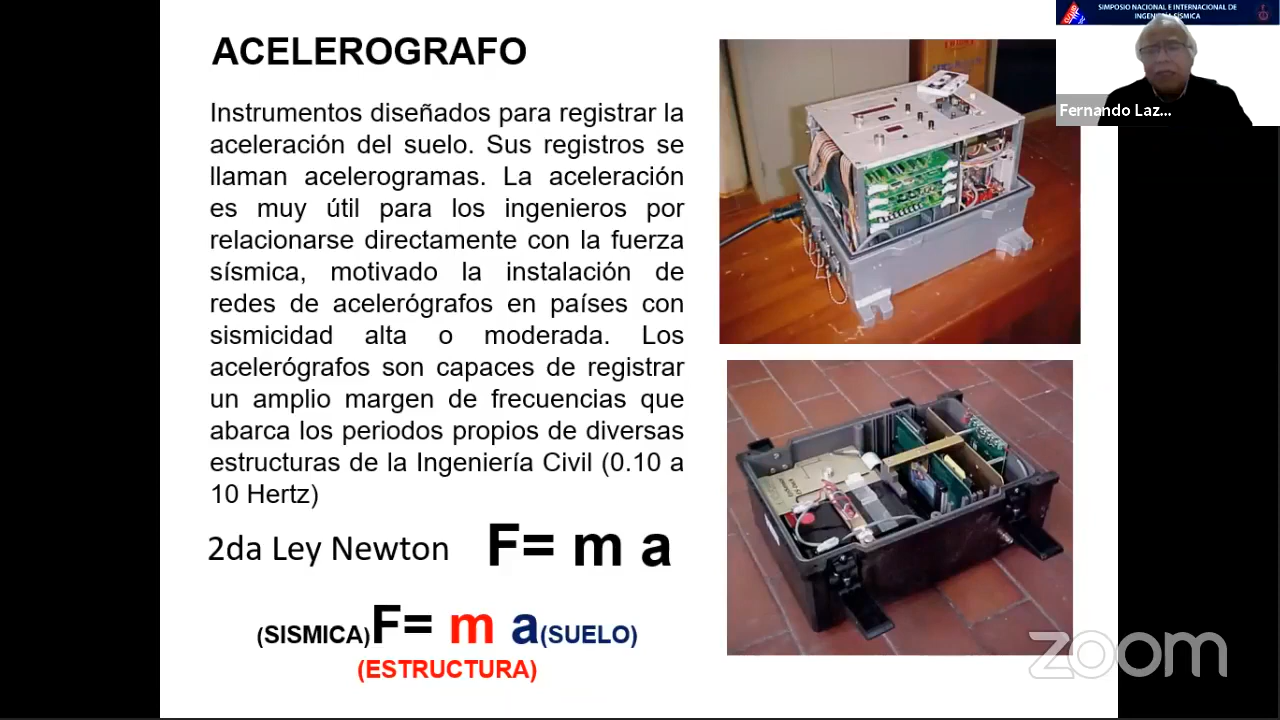 ACELEROGRAFO
Instrumentos diseñados para registrar la
aceleración del suelo. Sus registros se
llaman acelerogramas. La aceleración
es muy útil para los ingenieros por
relacionarse directamente con la fuerza
sísmica, motivado la instalación de
redes de acelerógrafos en países con
sismicidad alta o moderada. Los
acelerógrafos son capaces de registrar
un amplio margen de frecuencias que
abarca los periodos propios de diversas
estructuras de la Ingeniería Civil (0.10 a
10 Hertz)
2da Ley Newton F= m a
(SISMICA)F= m a(SUELO)
(ESTRUCTURA)
SIMPOSIO NACIONAL E INTERNACIONAL DE
INGENIERÍA SÍSMICA
Fernando Laz...
zoom